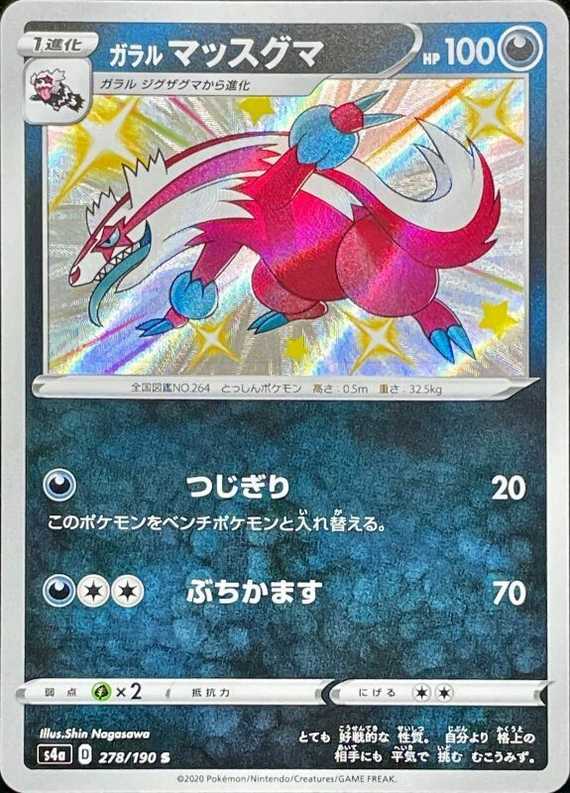 1進化
ガラル マッスグマ
HP 100
ガラル ジグザグマから進化
全国図鑑NO.264 とっしんポケモン 高さ：0.5m 重さ：32.5kg
つじぎり 20
このポケモンをベンチポケモンと入れ替える。
ぶちかます 70
弱点 ×2 抵抗力 にげる
Illus.Shin Nagasawa
s4a D 278/190 S
とても 好戦的な 性質。 自分より 格上の
相手にも 平気で 挑む むこうみず。
©2020 Pokémon/Nintendo/Creatures/GAME FREAK.